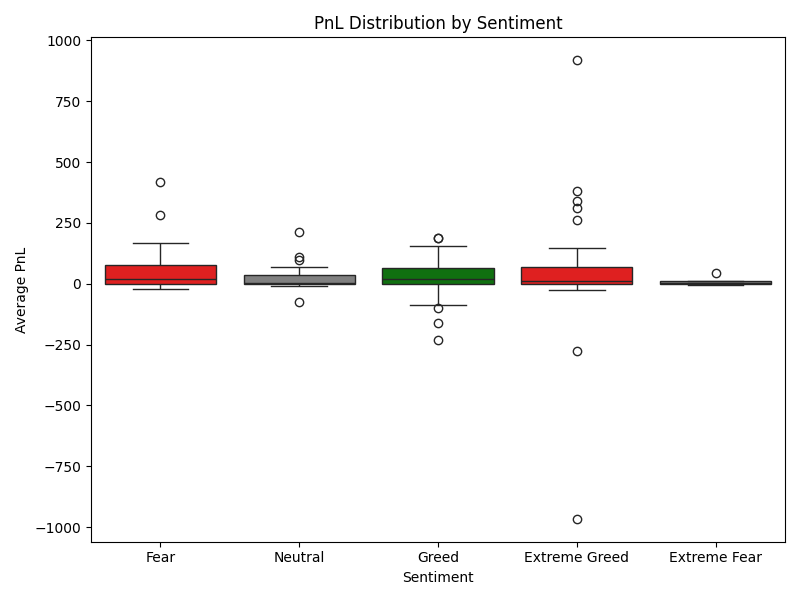 PnL Distribution by Sentiment
1000
750
500
250
0
−250
−500
−750
−1000
Average PnL
Fear Neutral Greed Extreme Greed Extreme Fear
Sentiment